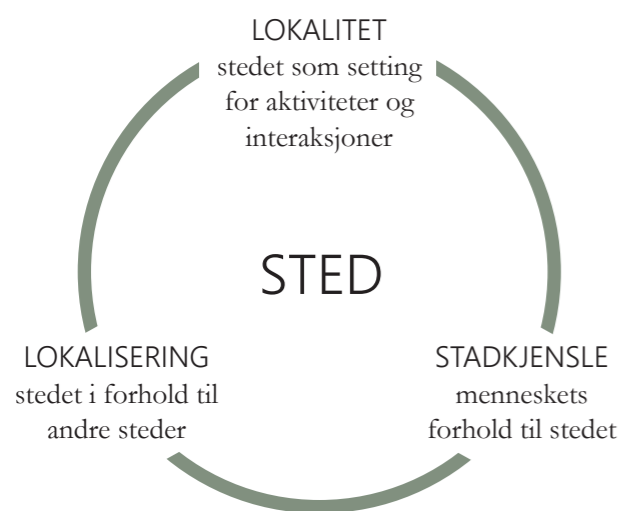 LOKALITET
stedet som setting
for aktiviteter og
interaksjoner
STED
LOKALISERING
stedet i forhold til
andre steder
STADKJENSLE
menneskets
forhold til stedet